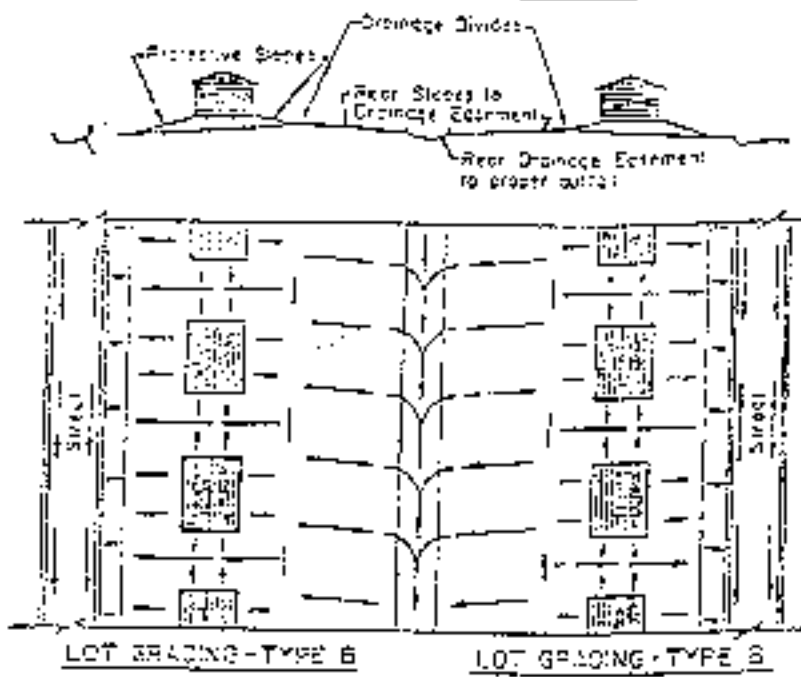 Drainage Divides
Protective Slopes
Rear Slopes to
Drainage Easement
Rear Drainage Easement
to proper outfall
Street
Street
LOT GRADING - TYPE B
LOT GRADING - TYPE B